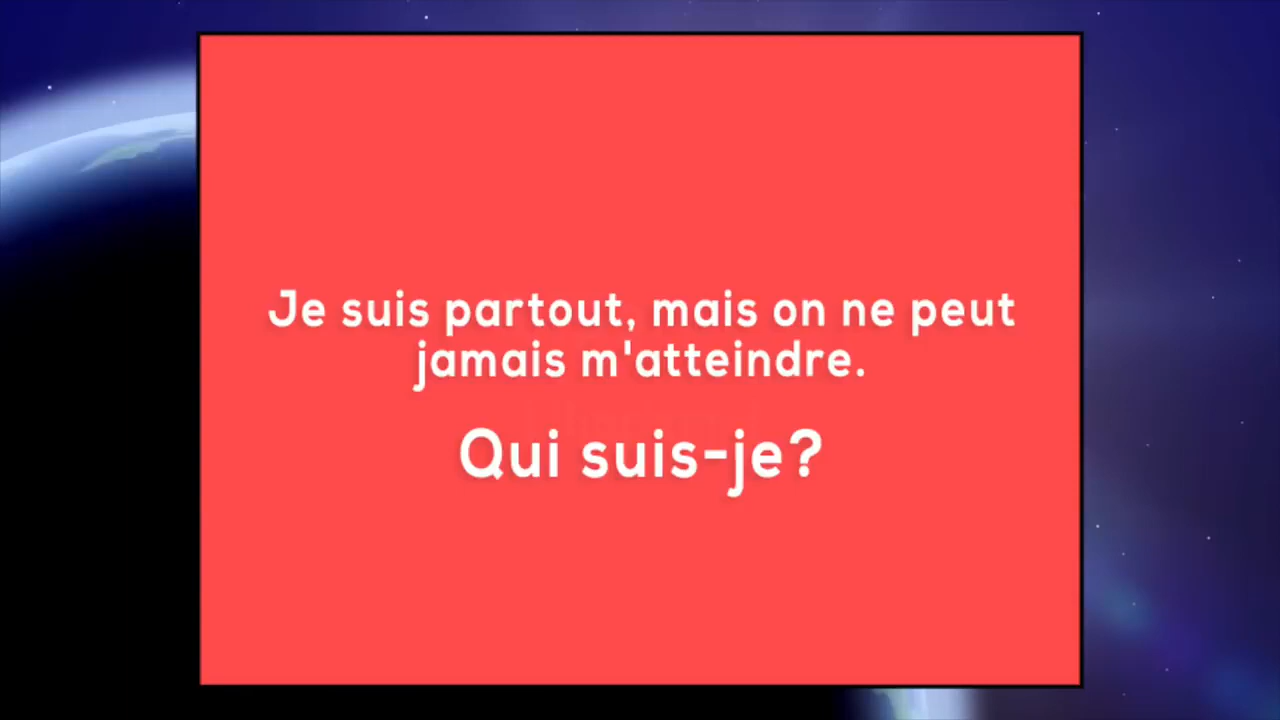 Je suis partout, mais on ne peut
jamais m'atteindre.
Qui suis-je?